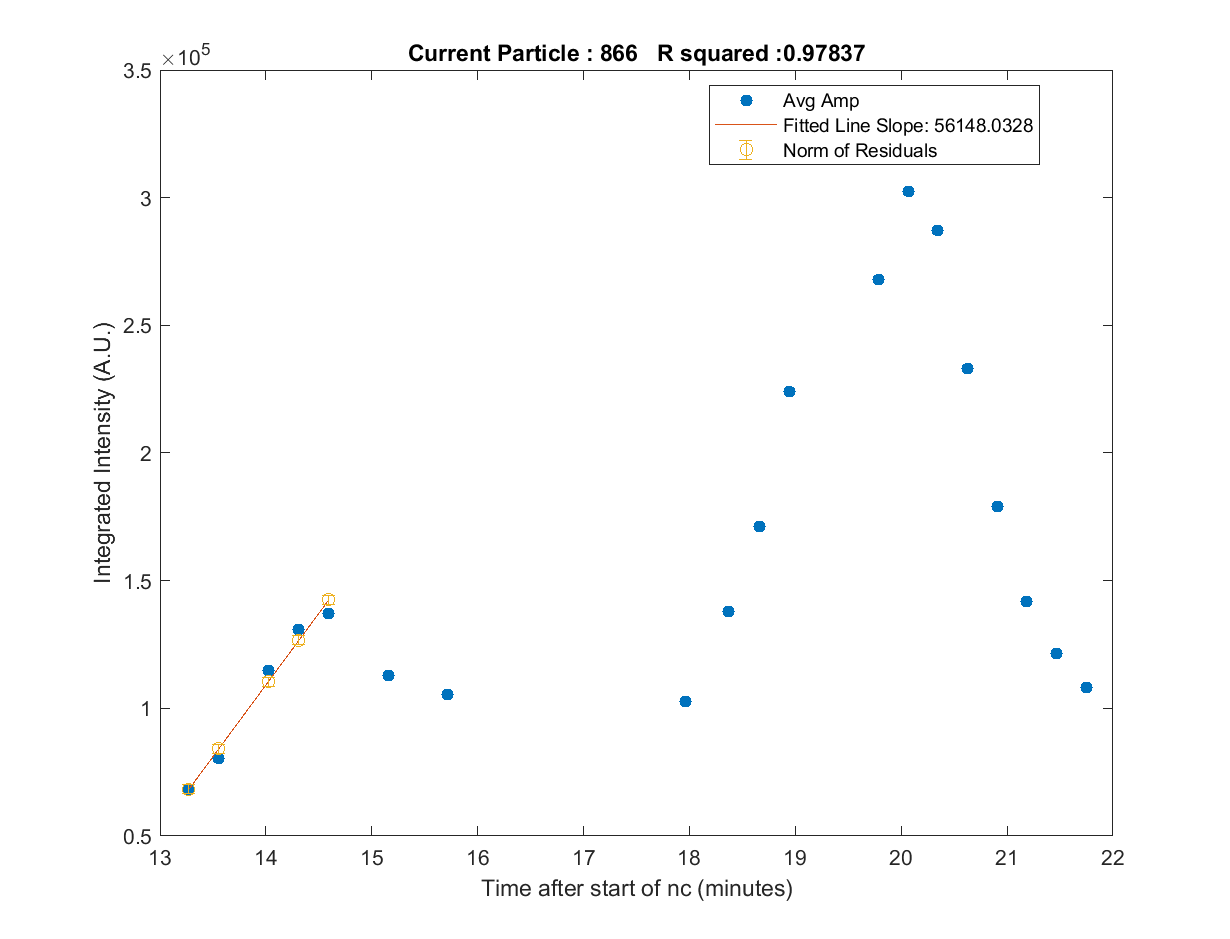 Current Particle : 866 R squared :0.97837
×10^5
3.5
3
2.5
2
1.5
1
0.5
Integrated Intensity (A.U.)
Avg Amp
Fitted Line Slope: 56148.0328
Norm of Residuals
13 14 15 16 17 18 19 20 21 22
Time after start of nc (minutes)